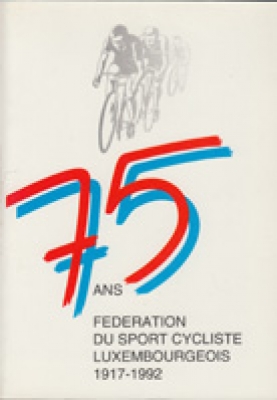 75
ANS
FEDERATION
DU SPORT CYCLISTE
LUXEMBOURGEOIS
1917-1992